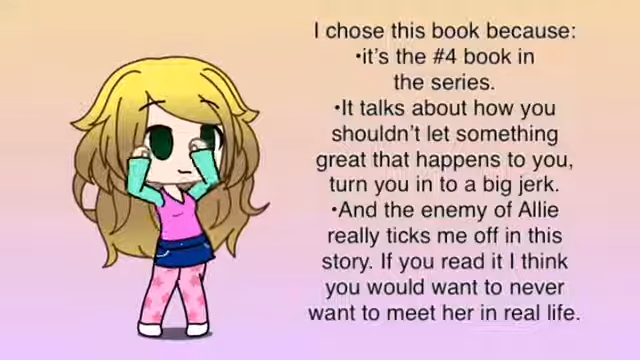 I chose this book because:
•it's the #4 book in
the series.
•It talks about how you
shouldn't let something
great that happens to you,
turn you in to a big jerk.
•And the enemy of Allie
really ticks me off in this
story. If you read it I think
you would want to never
want to meet her in real life.